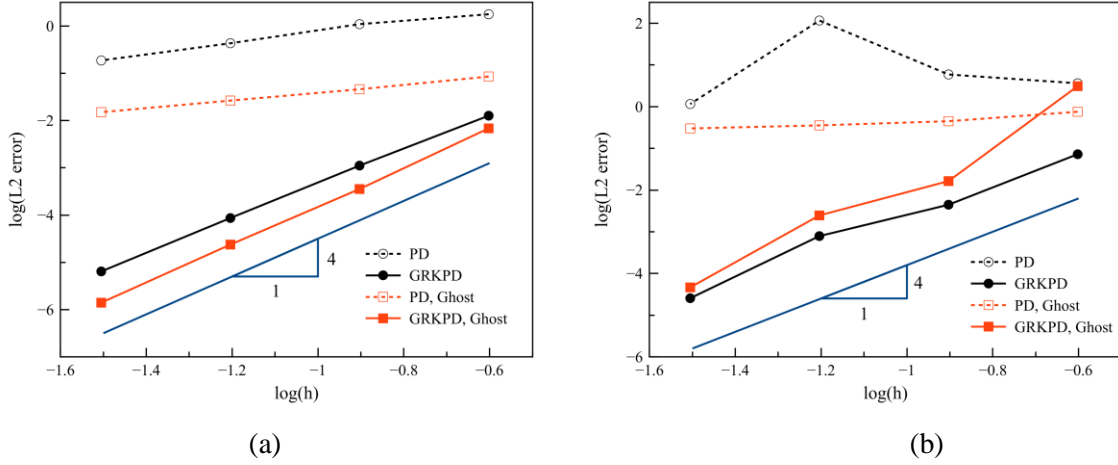 0
−2
−4
−6
log(L2 error)
4
1
PD
GRKPD
PD, Ghost
GRKPD, Ghost
−1.6
−1.4
−1.2
−1
−0.8
−0.6
log(h)
(a)
2
0
−2
−4
−6
log(L2 error)
4
1
PD
GRKPD
PD, Ghost
GRKPD, Ghost
−1.6
−1.4
−1.2
−1
−0.8
−0.6
log(h)
(b)